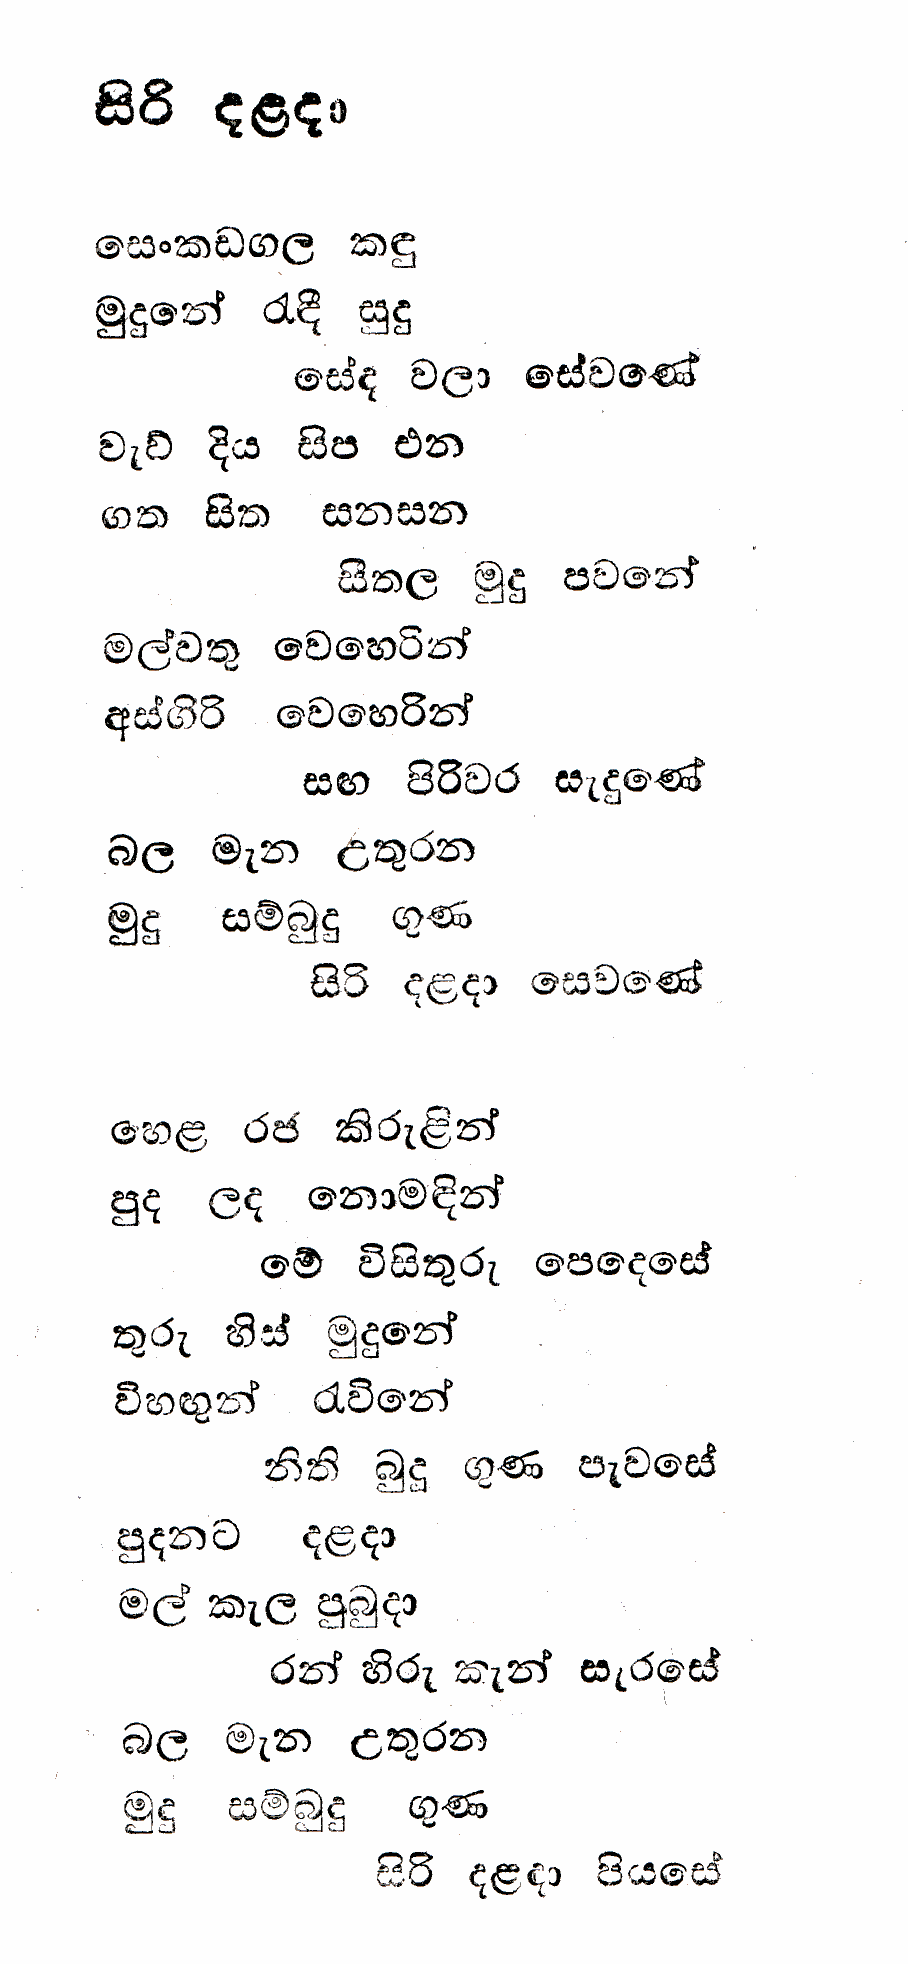 සිරි දළදා
සෙංකඩගල කඳු
මුදුනේ රැඳී සුදු
සේද වලා සේවණේ
වැව් දිය සිප එන
ගත සිත සනසන
සීතල මුදු පවනේ
මල්වතු වෙහෙරින්
අස්ගිරි වෙහෙරින්
සඟ පිරිවර සැදුණේ
බල මැන උතුරන
මුදු සම්බුදු ගුණ
සිරි දළදා සෙවණේ
හෙළ රජ කිරුළින්
පුද ලද නොමඳින්
මේ විසිතුරු පෙදෙසේ
තුරු හිස් මුදුනේ
විහඟුන් රැවිනේ
නිති බුදු ගුණ පැවසේ
පුදනට දළදා
මල් කැල පුබුදා
රන් හිරු කැන් සැරසේ
බල මැන උතුරන
මුදු සම්බුදු ගුණ
සිරි දළදා පියසේ